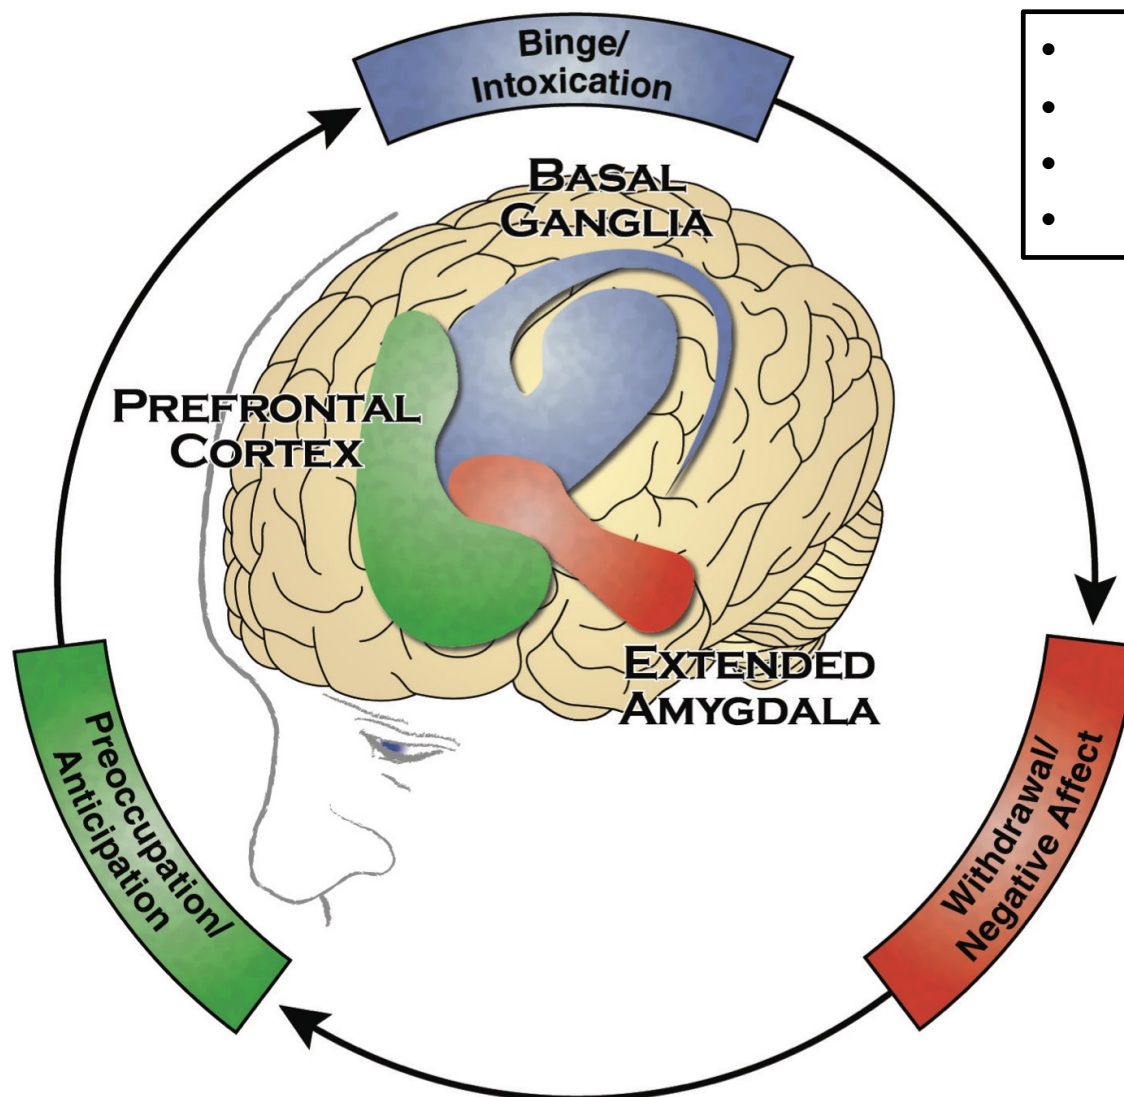 Binge/
Intoxication
BASAL
GANGLIA
PREFRONTAL
CORTEX
EXTENDED
AMYGDALA
Withdrawal/
Negative Affect
Preoccupation/
Anticipation